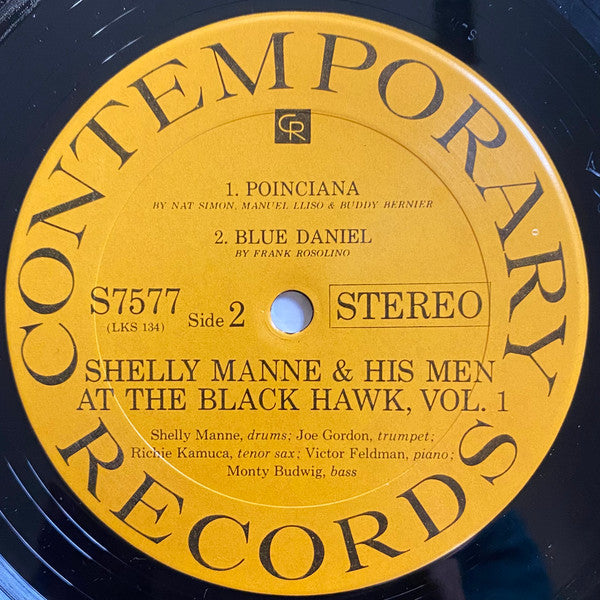 CONTEMPORARY
CR
1. POINCIANA
BY NAT SIMON, MANUEL LLISO & BUDDY BERNIER
2. BLUE DANIEL
BY FRANK ROSOLINO
S7577
(LKS 134)
Side 2
STEREO
SHELLY MANNE & HIS MEN
AT THE BLACK HAWK, VOL. 1
Shelly Manne, drums; Joe Gordon, trumpet;
Richie Kamuca, tenor sax; Victor Feldman, piano;
Monty Budwig, bass
RECORDS